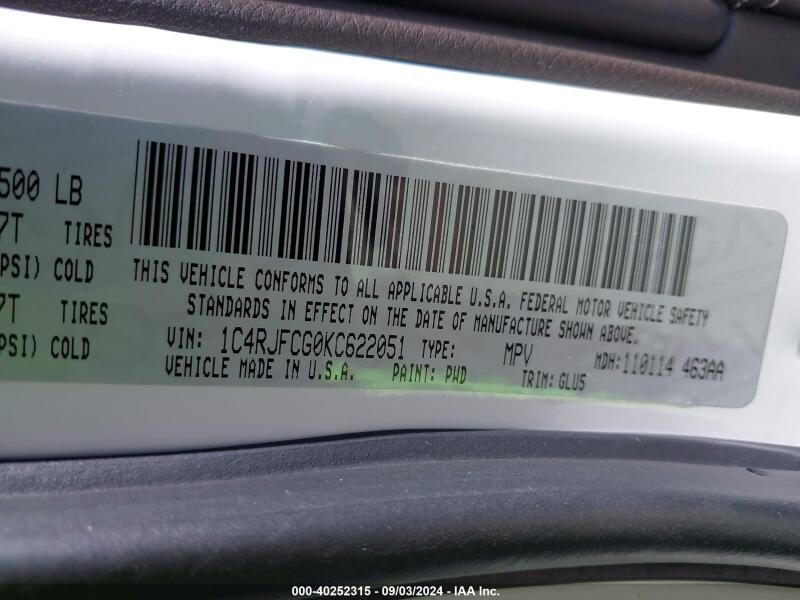 500 LB
7T TIRES
PSI) COLD
7T TIRES
PSI) COLD
THIS VEHICLE CONFORMS TO ALL APPLICABLE U.S.A. FEDERAL MOTOR VEHICLE SAFETY
STANDARDS IN EFFECT ON THE DATE OF MANUFACTURE SHOWN ABOVE.
VIN: 1C4RJFCG0KC622051 TYPE: MPV MDH:110114 463AA
VEHICLE MADE IN U.S.A. PAINT: PWD TRIM: GLU5
000-40252315 - 09/03/2024 - IAA Inc.